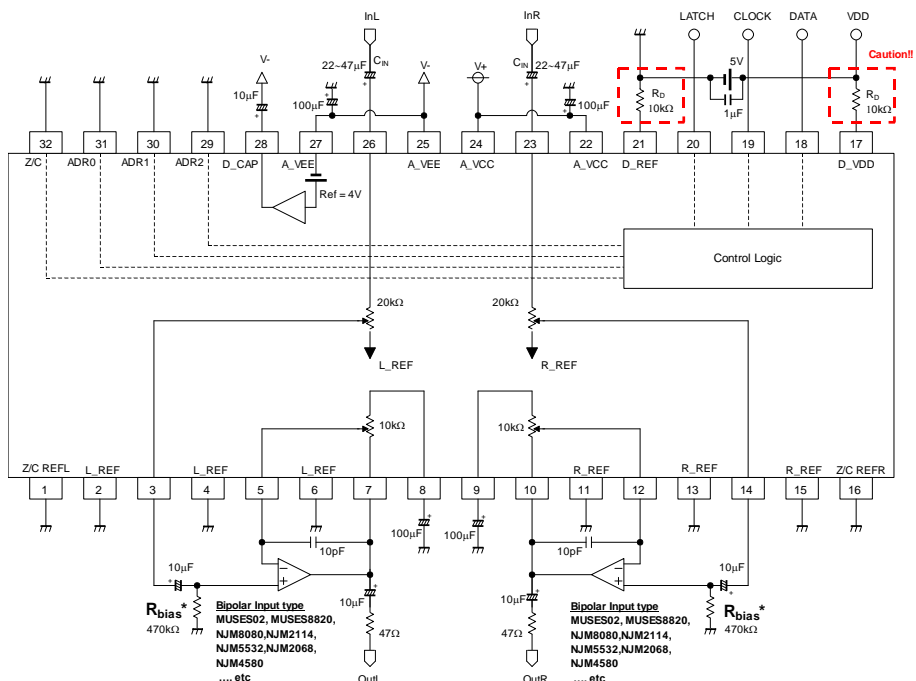 InL InR LATCH CLOCK DATA VDD
Caution!!
V- V- V+ 5V
C_IN C_IN
22~47μF 22~47μF
10μF 100μF 100μF
R_D 10kΩ
1μF
R_D 10kΩ
32 31 30 29 28 27 26 25 24 23 22 21 20 19 18 17
Z/C ADR0 ADR1 ADR2 D_CAP A_VEE A_VEE A_VCC A_VCC D_REF D_VDD
Ref = 4V
Control Logic
20kΩ 20kΩ
L_REF R_REF
10kΩ 10kΩ
Z/C REFL L_REF L_REF L_REF R_REF R_REF R_REF Z/C REFR
1 2 3 4 5 6 7 8 9 10 11 12 13 14 15 16
100μF 100μF
10pF 10pF
10μF 10μF
10μF 10μF
R_bias* R_bias*
470kΩ 470kΩ
47Ω 47Ω
Bipolar Input type
MUSES02, MUSES8820,
NJM8080,NJM2114,
NJM5532,NJM2068,
NJM4580
.... etc
Bipolar Input type
MUSES02, MUSES8820,
NJM8080,NJM2114,
NJM5532,NJM2068,
NJM4580
.... etc
OutL OutR